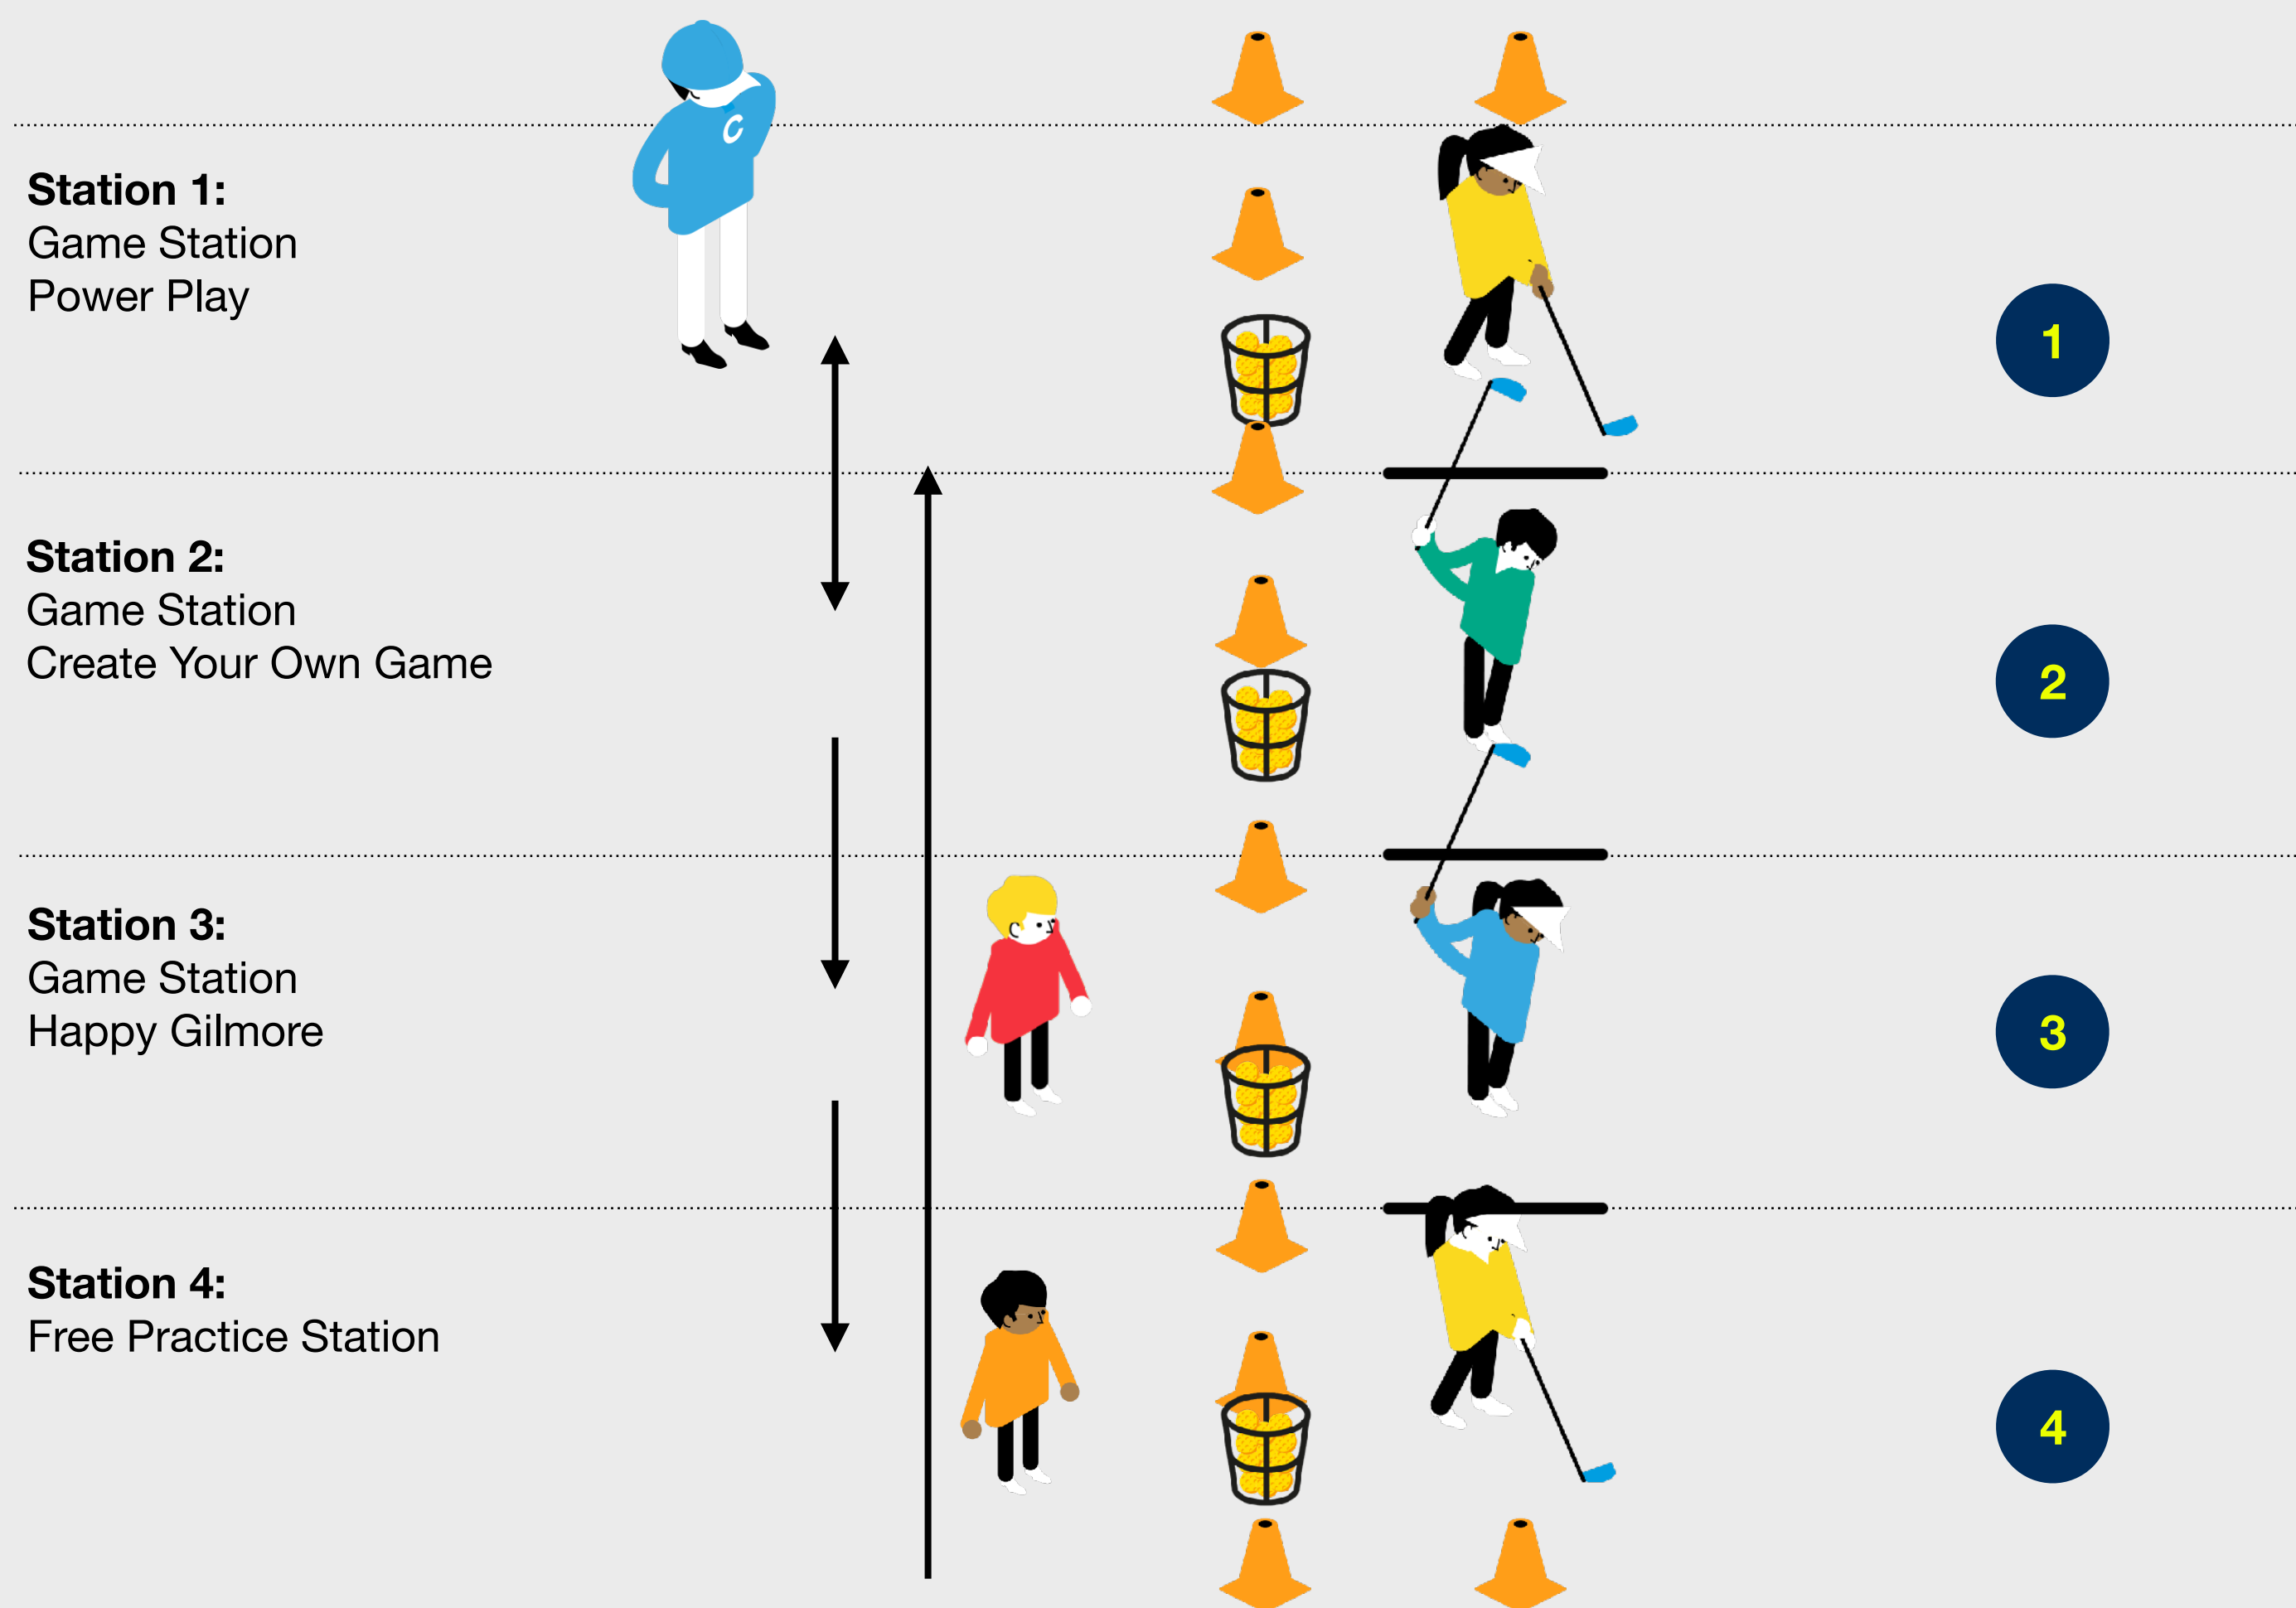 C
Station 1:
Game Station
Power Play
1
Station 2:
Game Station
Create Your Own Game
2
Station 3:
Game Station
Happy Gilmore
3
Station 4:
Free Practice Station
4